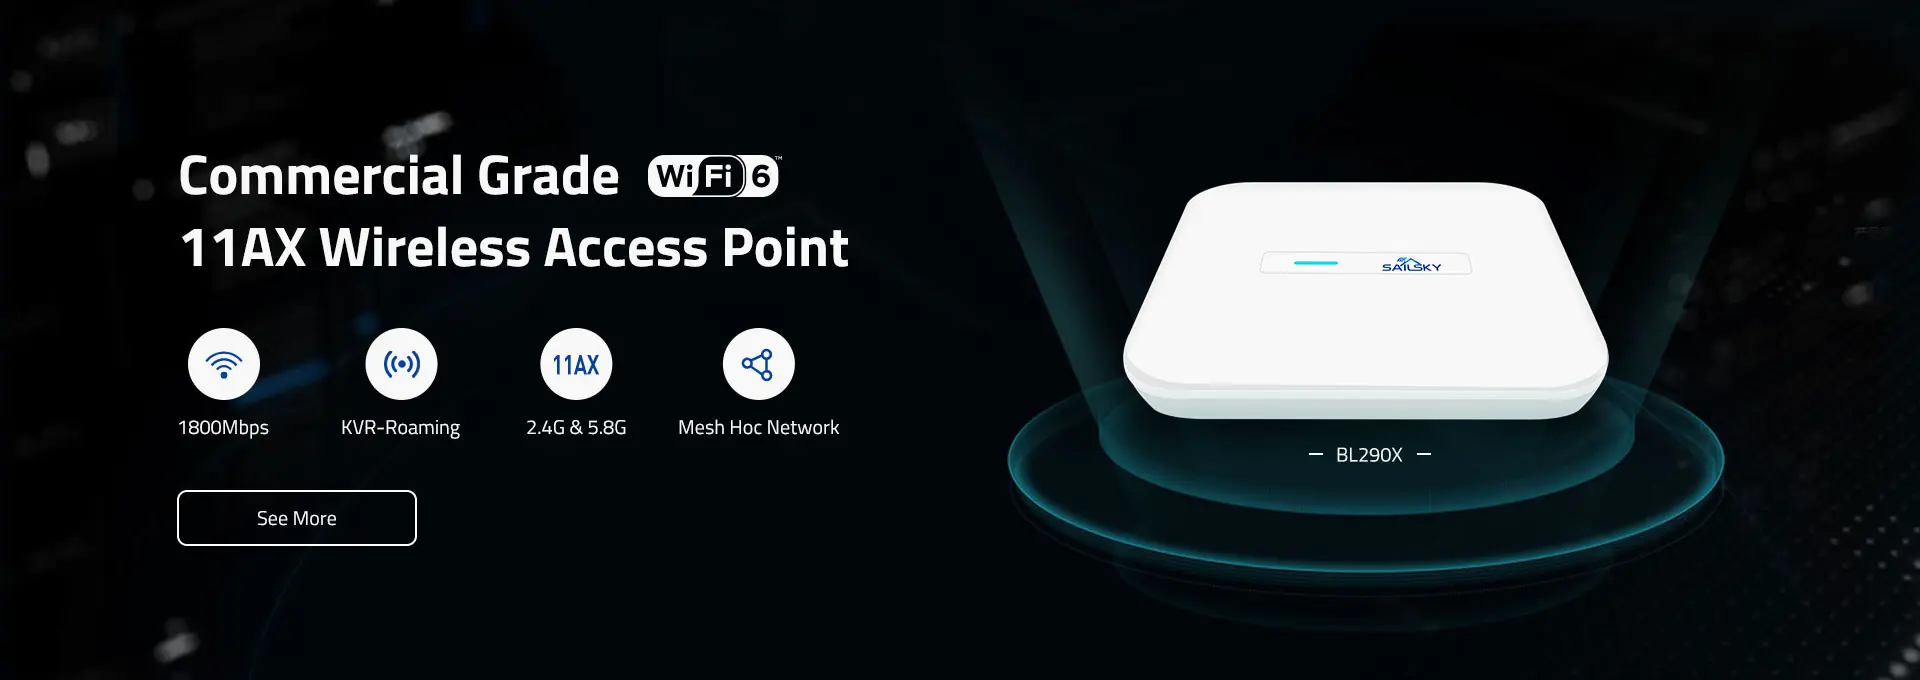 Commercial Grade WiFi 6™
11AX Wireless Access Point
11AX
1800Mbps KVR-Roaming 2.4G & 5.8G Mesh Hoc Network
See More
SAILSKY
BL290X